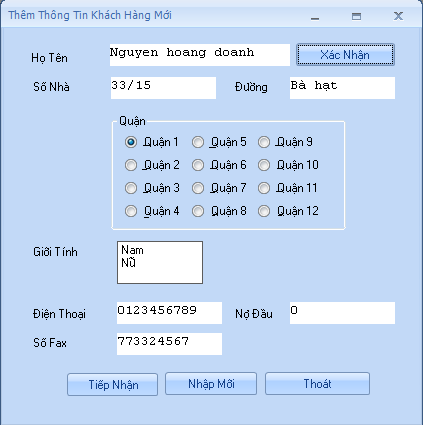 Thêm Thông Tin Khách Hàng Mới
Họ Tên Nguyen hoang doanh Xác Nhận
Số Nhà 33/15 Đường Bà hạt
Quận
Quận 1 Quận 5 Quận 9
Quận 2 Quận 6 Quận 10
Quận 3 Quận 7 Quận 11
Quận 4 Quận 8 Quận 12
Giới Tính Nam
Nữ
Điện Thoại 0123456789 Nợ Đầu 0
Số Fax 773324567
Tiếp Nhận Nhập Mới Thoát